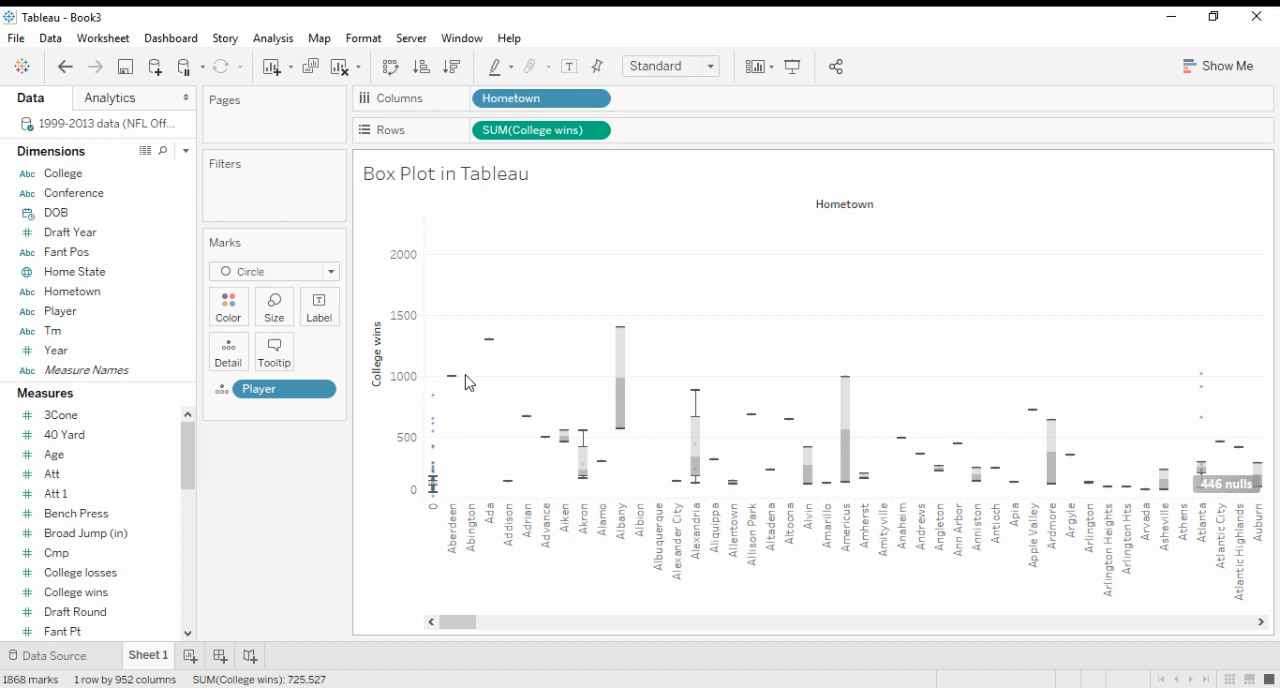 Tableau - Book3
File Data Worksheet Dashboard Story Analysis Map Format Server Window Help
Standard Show Me
Data Analytics
1999-2013 data (NFL Off...
Dimensions
Abc College
Abc Conference
DOB
# Draft Year
Abc Fant Pos
Home State
Abc Hometown
Abc Player
Abc Tm
# Year
Abc Measure Names
Measures
# 3Cone
# 40 Yard
# Age
# Att
# Att 1
# Bench Press
# Broad Jump (in)
# Cmp
# College losses
# College wins
# Draft Round
# Fant Pt
Pages
Filters
Marks
Circle
Color Size Label
Detail Tooltip
Player
Columns Hometown
Rows SUM(College wins)
Box Plot in Tableau
Hometown
College wins
2000
1500
1000
500
0
446 nulls
0
Aberdeen
Abington
Ada
Addison
Adrian
Advance
Aiken
Akron
Alamo
Albany
Albion
Albuquerque
Alexander City
Alexandria
Aliquippa
Allentown
Allison Park
Altadena
Altooma
Alvin
Amarillo
Americus
Amherst
Amityville
Anaheim
Andrews
Angleton
Ann Arbor
Anniston
Antioch
Apia
Apple Valley
Ardmore
Argyle
Arlington
Arlington Heights
Arlington Hts
Arvada
Asheville
Athens
Atlanta
Atlantic City
Atlantic Highlands
Auburn
Data Source Sheet 1
1868 marks 1 row by 952 columns SUM(College wins): 725,527